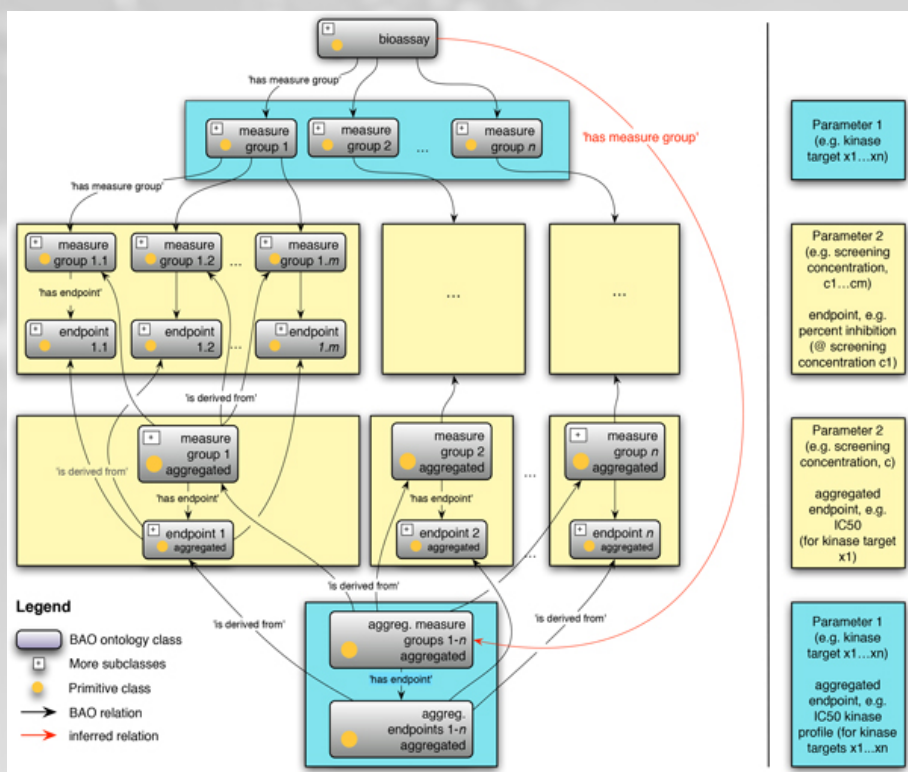 bioassay
'has measure group'
measure
group 1
measure
group 2
...
measure
group n
'has measure group'
Parameter 1
(e.g. kinase
target x1...xn)
'has measure group'
measure
group 1.1
measure
group 1.2
...
measure
group 1.m
'has endpoint'
endpoint
1.1
endpoint
1.2
...
endpoint
1.m
...
...
Parameter 2
(e.g. screening
concentration,
c1...cm)
endpoint, e.g.
percent inhibition
(@ screening
concentration c1)
'is derived from'
measure
group 1
aggregated
'is derived from'
'has endpoint'
endpoint 1
aggregated
measure
group 2
aggregated
'has endpoint'
endpoint 2
aggregated
...
...
measure
group n
aggregated
endpoint n
aggregated
Parameter 2
(e.g. screening
concentration, c)
aggregated
endpoint, e.g.
IC50
(for kinase target
x1)
'is derived from'
'is derived from'
'is derived from'
aggreg. measure
groups 1-n
aggregated
'has endpoint'
aggreg.
endpoints 1-n
aggregated
Parameter 1
(e.g. kinase
target x1...xn)
aggregated
endpoint, e.g.
IC50 kinase
profile (for kinase
targets x1...xn
Legend
BAO ontology class
More subclasses
Primitive class
BAO relation
inferred relation